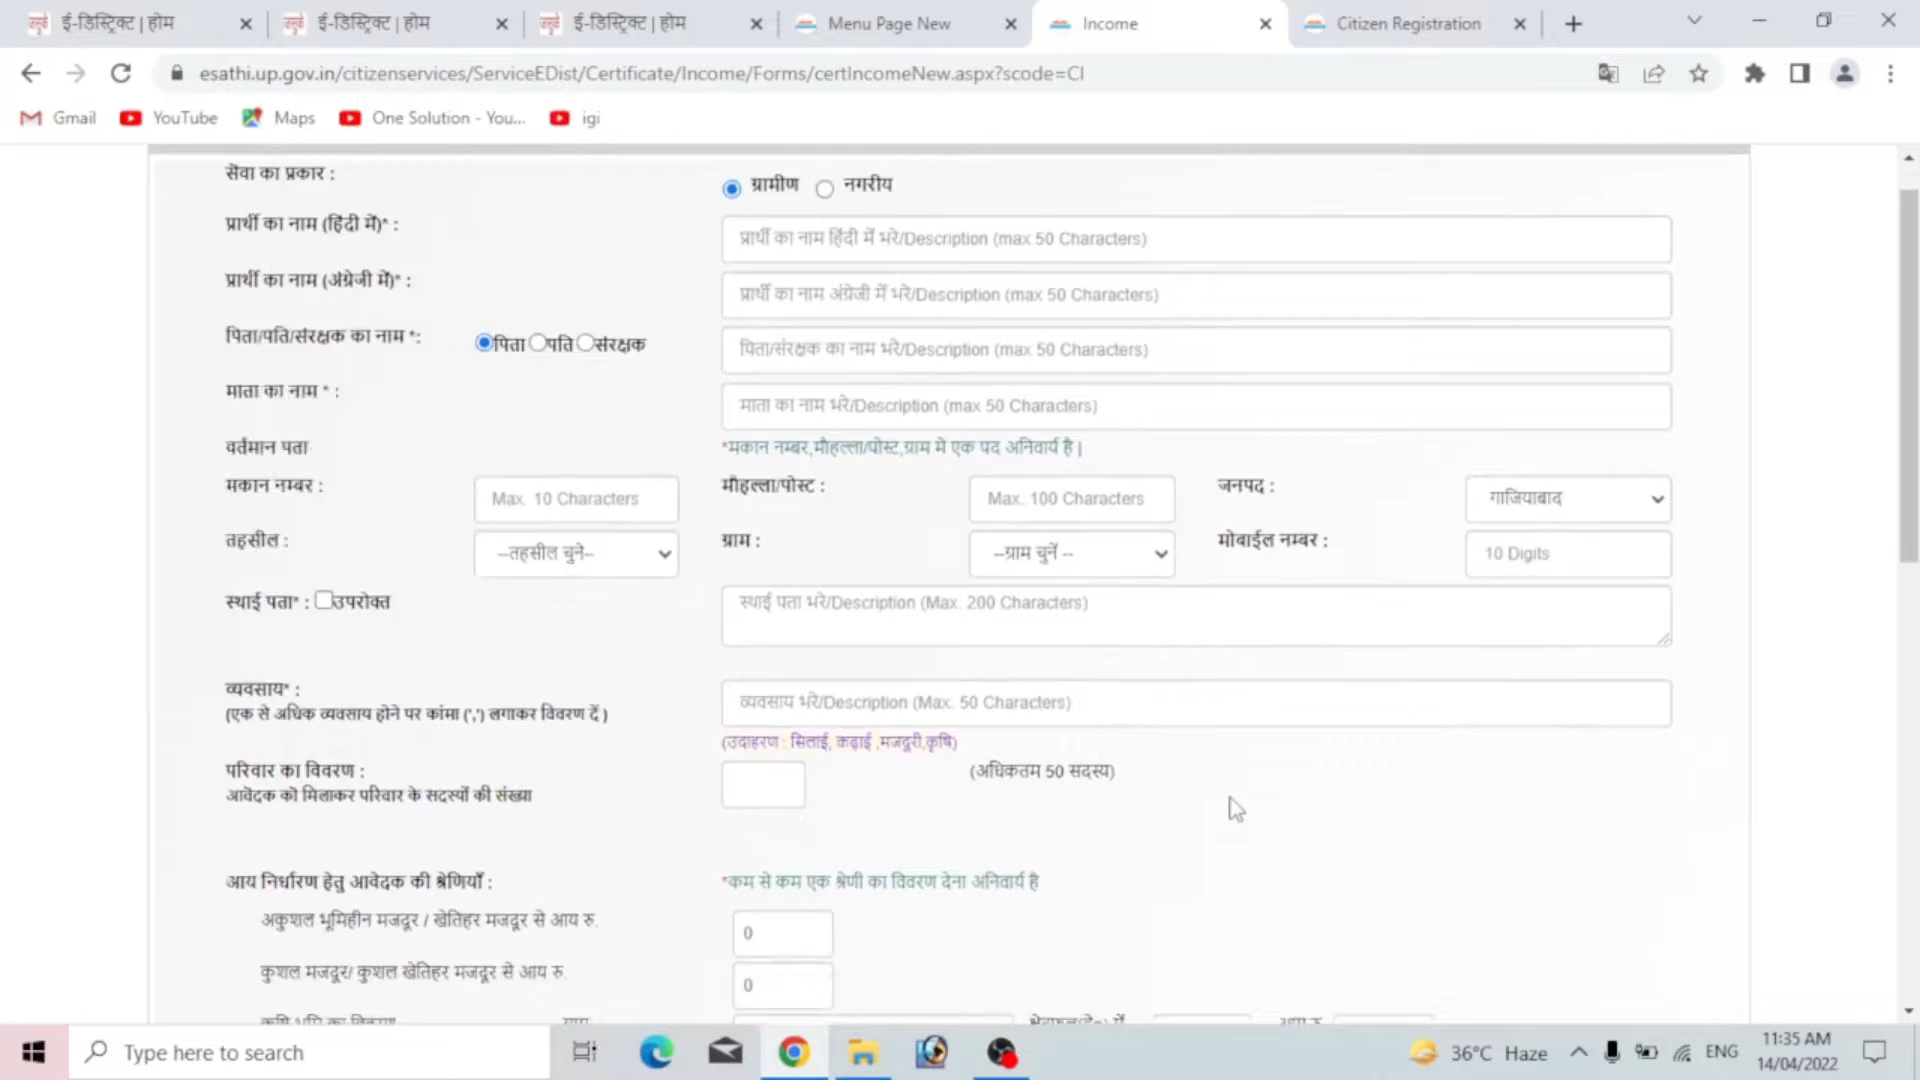 ई-डिस्ट्रिक्ट | होम
ई-डिस्ट्रिक्ट | होम
ई-डिस्ट्रिक्ट | होम
Menu Page New
Income
Citizen Registration
esathi.up.gov.in/citizenservices/ServiceEDist/Certificate/Income/Forms/certIncomeNew.aspx?scode=CI
Gmail YouTube Maps One Solution - You... igi
सेवा का प्रकार : ग्रामीण नगरीय
प्रार्थी का नाम (हिंदी में)* : प्रार्थी का नाम हिंदी में भरे/Description (max 50 Characters)
प्रार्थी का नाम (अंग्रेजी में)* : प्रार्थी का नाम अंग्रेजी में भरे/Description (max 50 Characters)
पिता/पति/संरक्षक का नाम *: पिता पति संरक्षक पिता/संरक्षक का नाम भरे/Description (max 50 Characters)
माता का नाम * : माता का नाम भरे/Description (max 50 Characters)
वर्तमान पता *मकान नम्बर,मौहल्ला/पोस्ट,ग्राम मे एक पद अनिवार्य है |
मकान नम्बर : Max. 10 Characters मौहल्ला/पोस्ट : Max. 100 Characters जनपद : गाजियाबाद
तहसील : --तहसील चुने-- ग्राम : --ग्राम चुनें -- मोबाईल नम्बर : 10 Digits
स्थाई पता* : उपरोक्त स्थाई पता भरे/Description (Max. 200 Characters)
व्यवसाय* : व्यवसाय भरे/Description (Max. 50 Characters)
(एक से अधिक व्यवसाय होने पर कांमा (',') लगाकर विवरण दें )
(उदाहरण : सिलाई, कढ़ाई ,मजदूरी,कृषि)
परिवार का विवरण : (अधिकतम 50 सदस्य)
आवेदक को मिलाकर परिवार के सदस्यों की संख्या
आय निर्धारण हेतु आवेदक की श्रेणियाँ : *कम से कम एक श्रेणी का विवरण देना अनिवार्य है
अकुशल भूमिहीन मजदूर / खेतिहर मजदूर से आय रु. 0
कुशल मजदूर/ कुशल खेतिहर मजदूर से आय रु. 0
Type here to search
36°C Haze
ENG
11:35 AM
14/04/2022